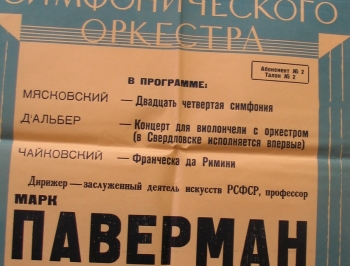 СИМФОНИЧЕСКОГО
ОРКЕСТРА
Абонемент № 2
Талон № 2
В ПРОГРАММЕ:
МЯСКОВСКИЙ — Двадцать четвертая симфония
Д'АЛЬБЕР — Концерт для виолончели с оркестром
(в Свердловске исполняется впервые)
ЧАЙКОВСКИЙ — Франческа да Римини
Дирижер — заслуженный деятель искусств РСФСР, профессор
МАРК
ПАВЕРМАН